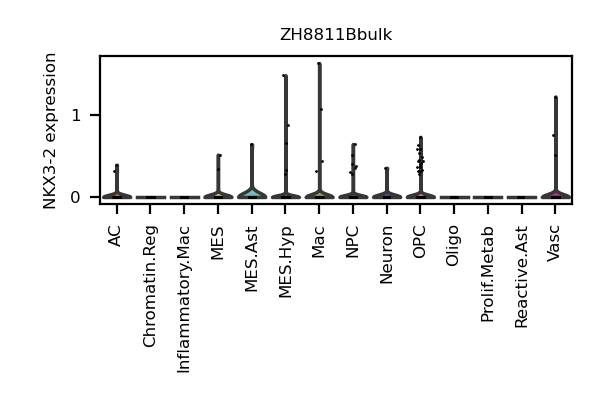 ZH8811Bbulk
NKX3-2 expression
1
0
AC
Chromatin.Reg
Inflammatory.Mac
MES
MES.Ast
MES.Hyp
Mac
NPC
Neuron
OPC
Oligo
Prolif.Metab
Reactive.Ast
Vasc